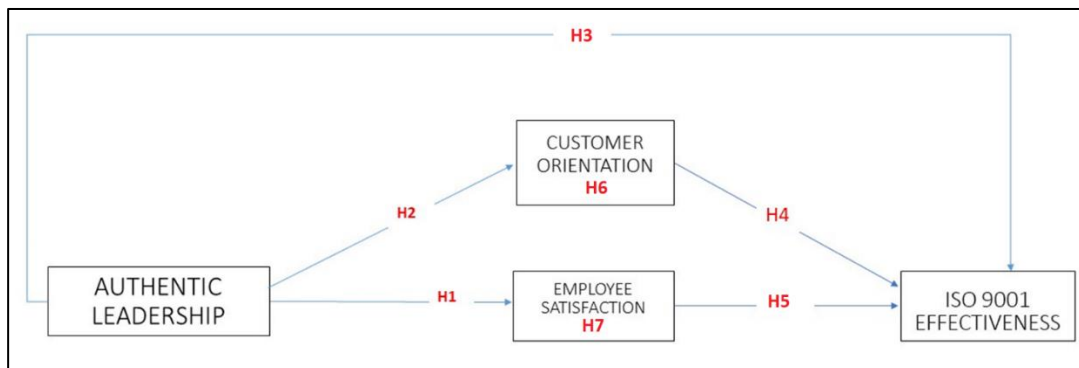 H3
CUSTOMER
ORIENTATION
H6
H2
H4
AUTHENTIC
LEADERSHIP
H1
EMPLOYEE
SATISFACTION
H7
H5
ISO 9001
EFFECTIVENESS